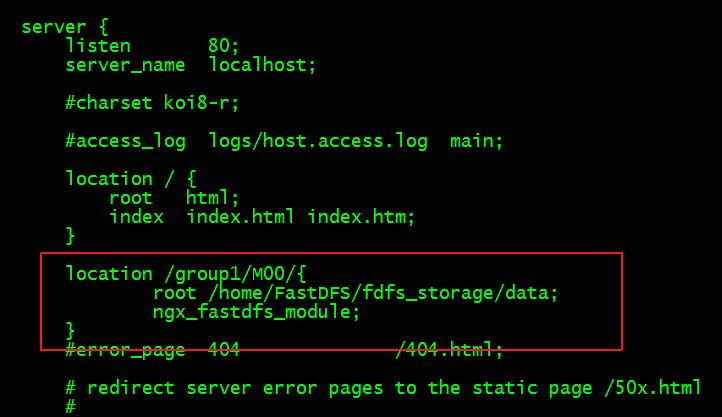 server {
listen 80;
server_name localhost;
#charset koi8-r;
#access_log logs/host.access.log main;
location / {
root html;
index index.html index.htm;
}
location /group1/M00/{
root /home/FastDFS/fdfs_storage/data;
ngx_fastdfs_module;
}
#error_page 404 /404.html;
# redirect server error pages to the static page /50x.html
#